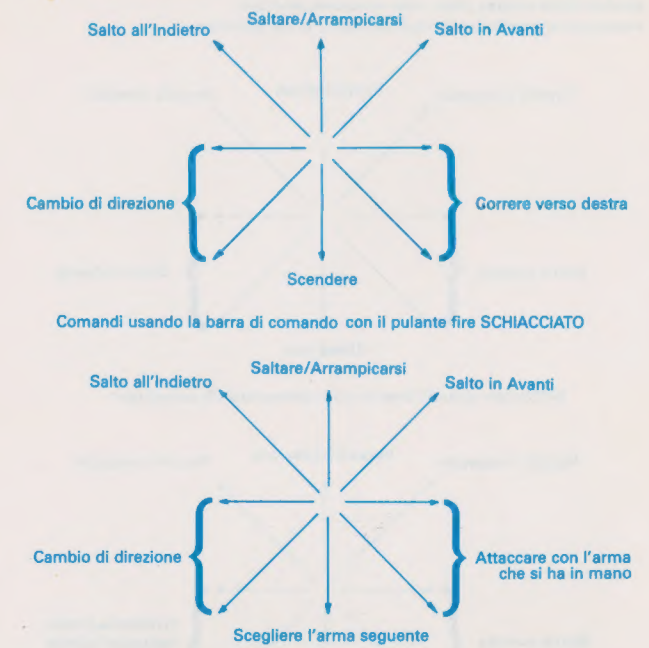 Saltare/Arrampicarsi
Salto all'Indietro
Salto in Avanti
Cambio di direzione
Gorrere verso destra
Scendere
Comandi usando la barra di comando con il pulante fire SCHIACCIATO
Saltare/Arrampicarsi
Salto all'Indietro
Salto in Avanti
Cambio di direzione
Attaccare con l'arma
che si ha in mano
Scegliere l'arma seguente